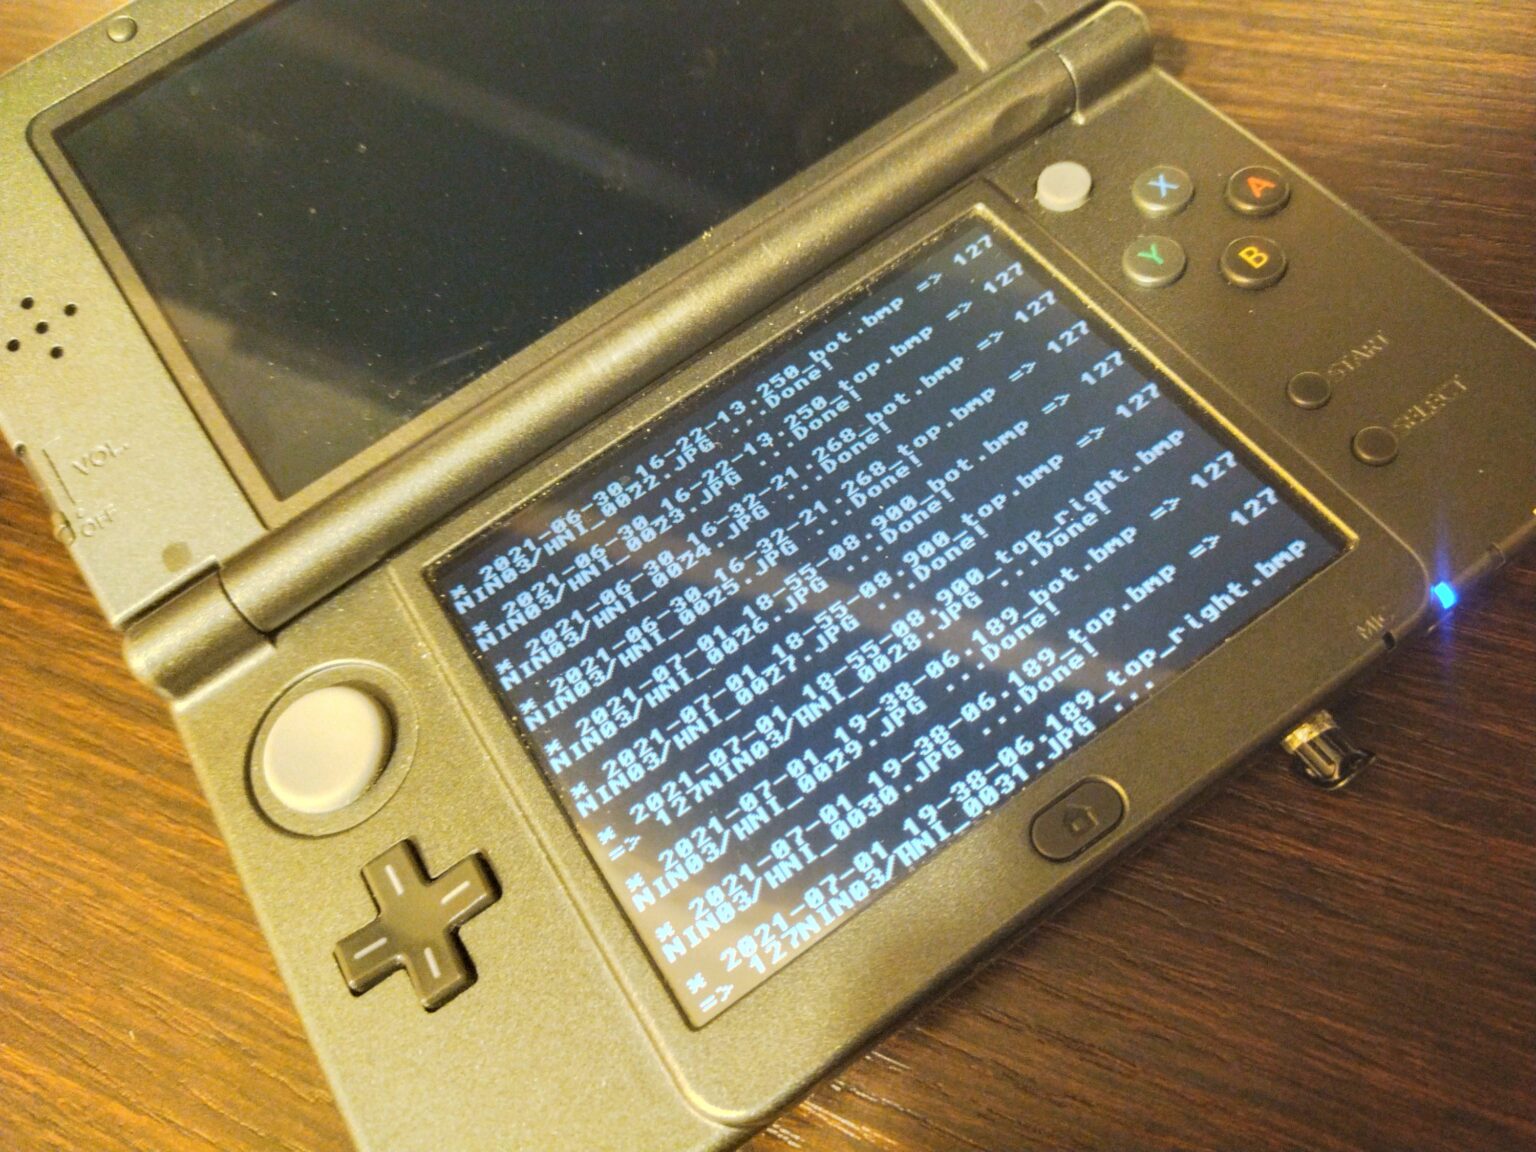 * 2021-06-30_16-22-13.250_bot.bmp => 127
NIN03/HNI_0022.JPG ...Done!
* 2021-06-30_16-22-13.250_top.bmp => 127
NIN03/HNI_0023.JPG ...Done!
* 2021-06-30_16-32-21.268_bot.bmp => 127
NIN03/HNI_0024.JPG ...Done!
* 2021-06-30_16-32-21.268_top.bmp => 127
NIN03/HNI_0025.JPG ...Done!
* 2021-07-01_18-55-08.900_bot.bmp => 127
NIN03/HNI_0026.JPG ...Done!
* 2021-07-01_18-55-08.900_top.bmp => 127
NIN03/HNI_0027.JPG ...Done!
* 2021-07-01_18-55-08.900_top_right.bmp
=> 127NIN03/HNI_0028.JPG ...Done!
* 2021-07-01_19-38-06.189_bot.bmp => 127
NIN03/HNI_0029.JPG ...Done!
* 2021-07-01_19-38-06.189_top.bmp => 127
NIN03/HNI_0030.JPG ...Done!
* 2021-07-01_19-38-06.189_top_right.bmp
=> 127NIN03/HNI_0031.JPG ...
VOL.
OFF
X
A
Y
B
START
SELECT
MIC